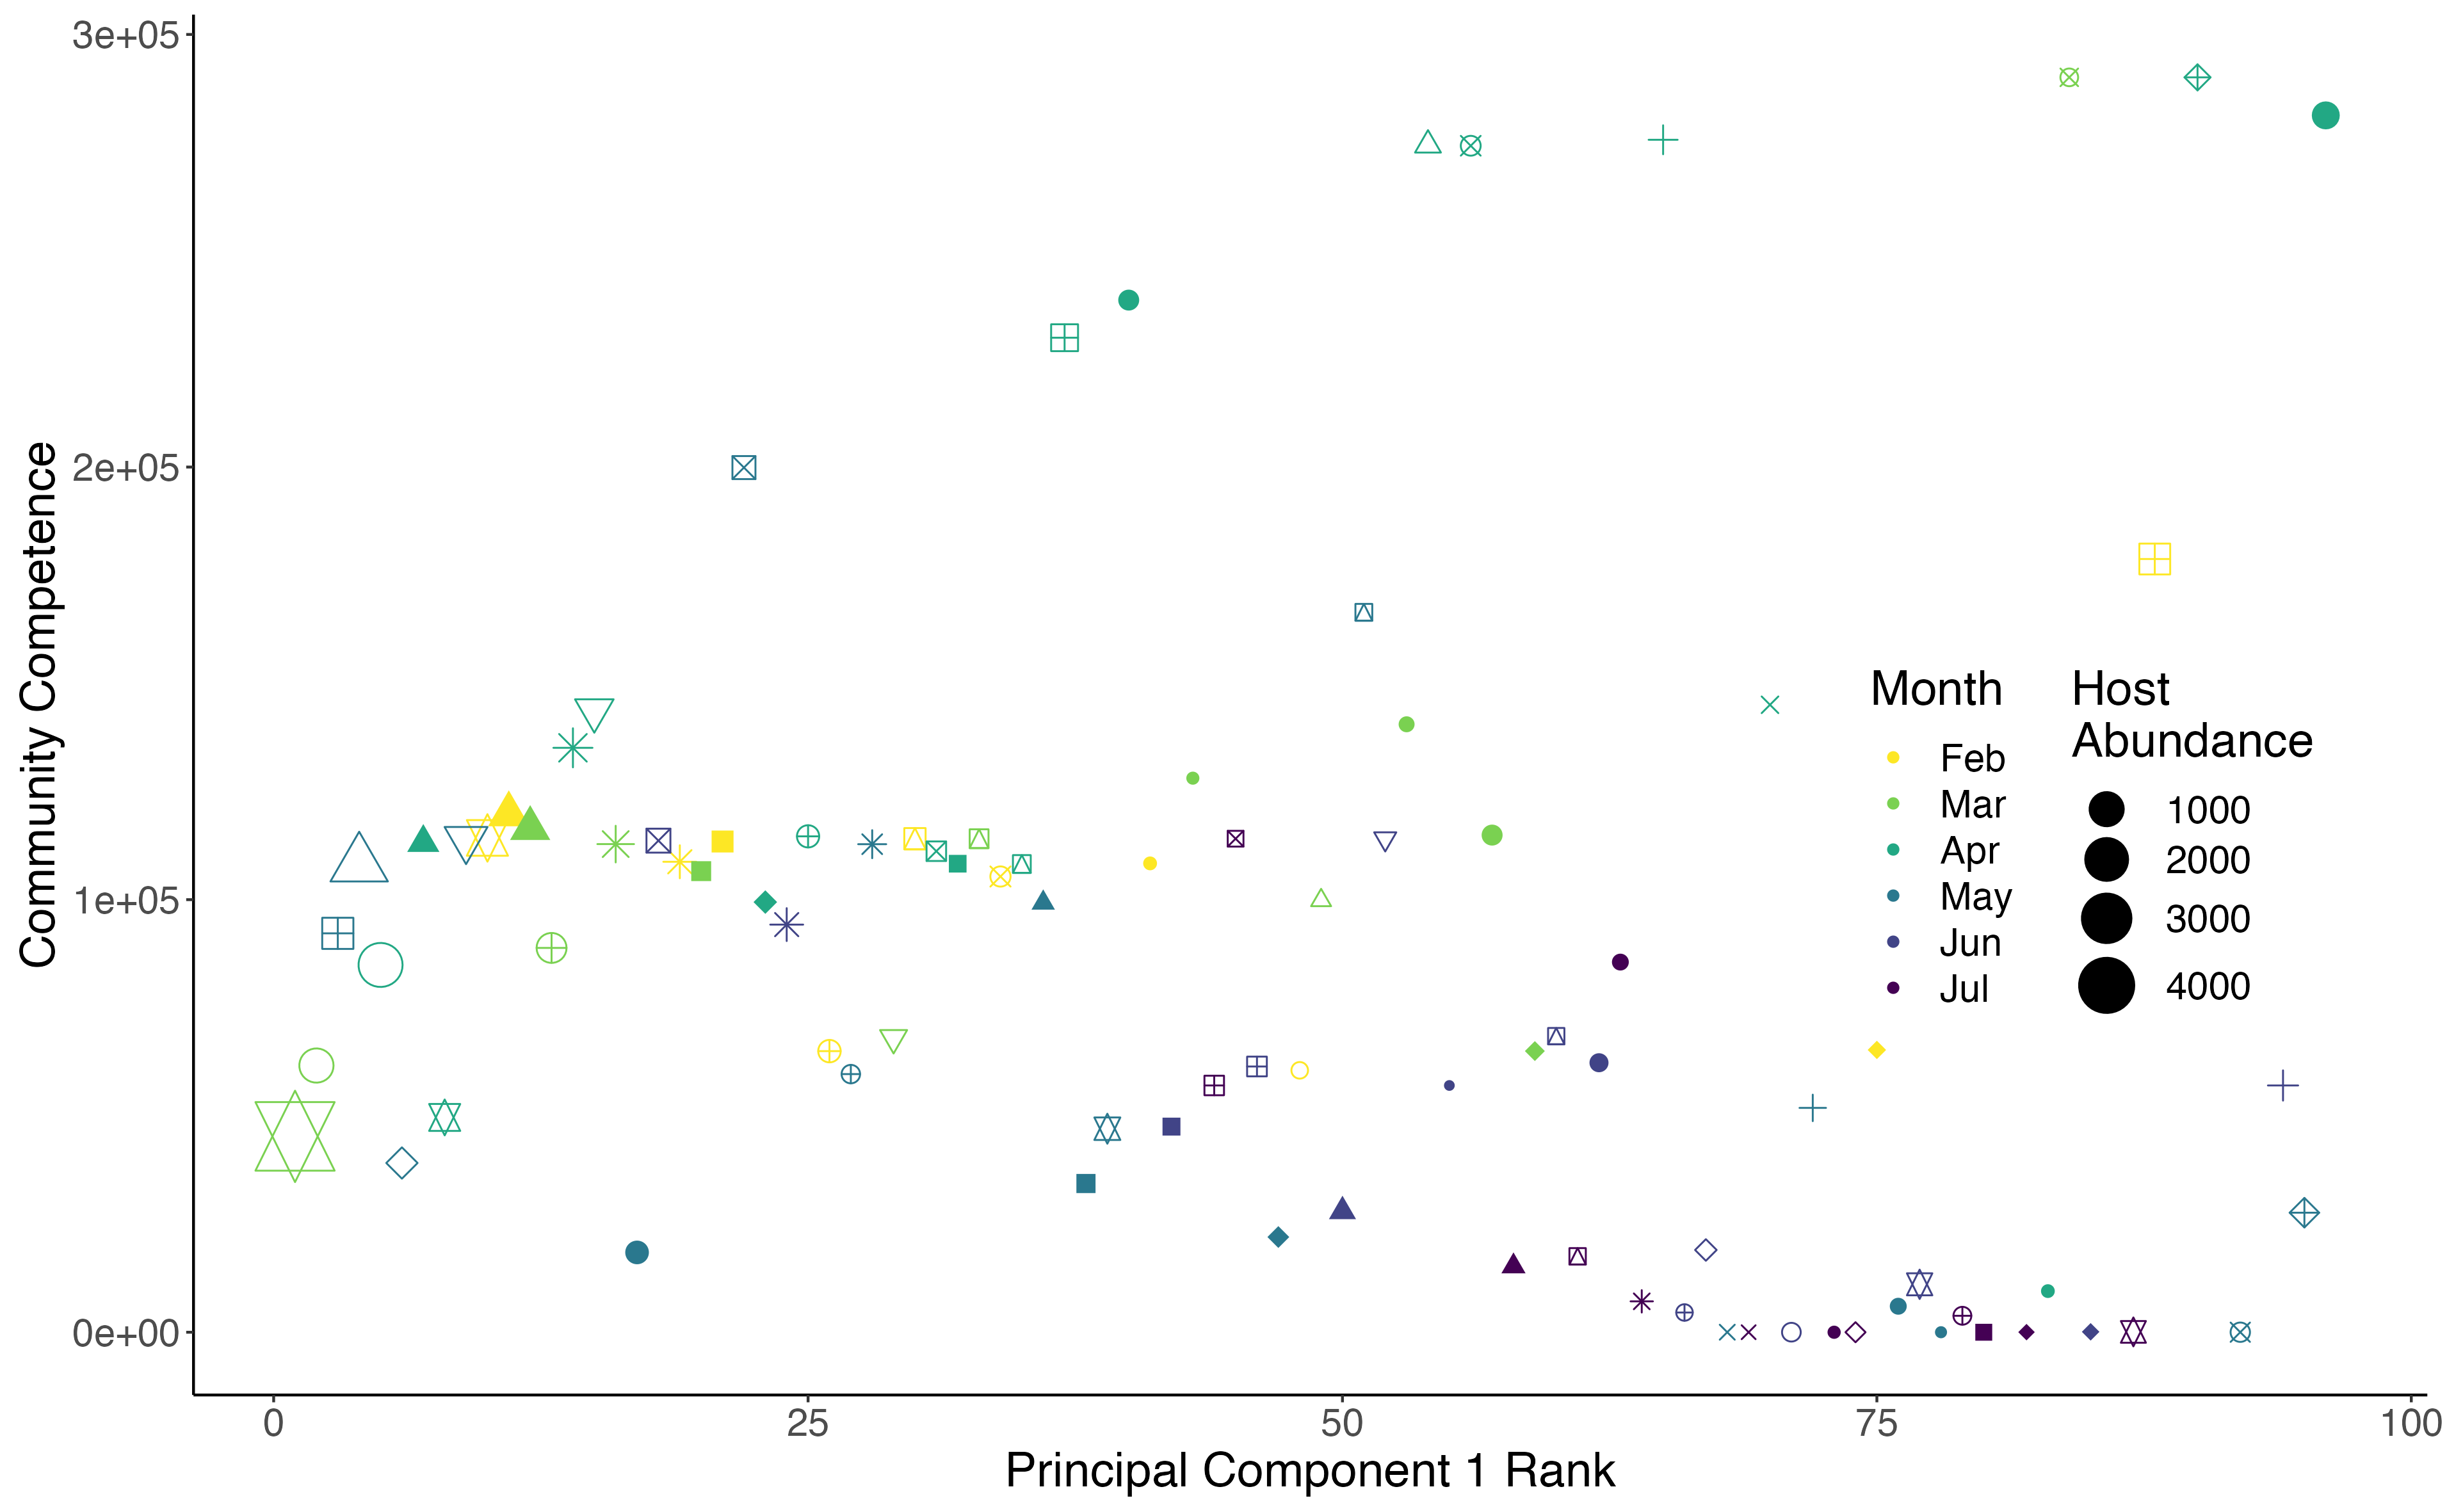 3e+05
2e+05
1e+05
0e+00
Community Competence
0
25
50
75
100
Principal Component 1 Rank
Month
Feb
Mar
Apr
May
Jun
Jul
Host
Abundance
1000
2000
3000
4000